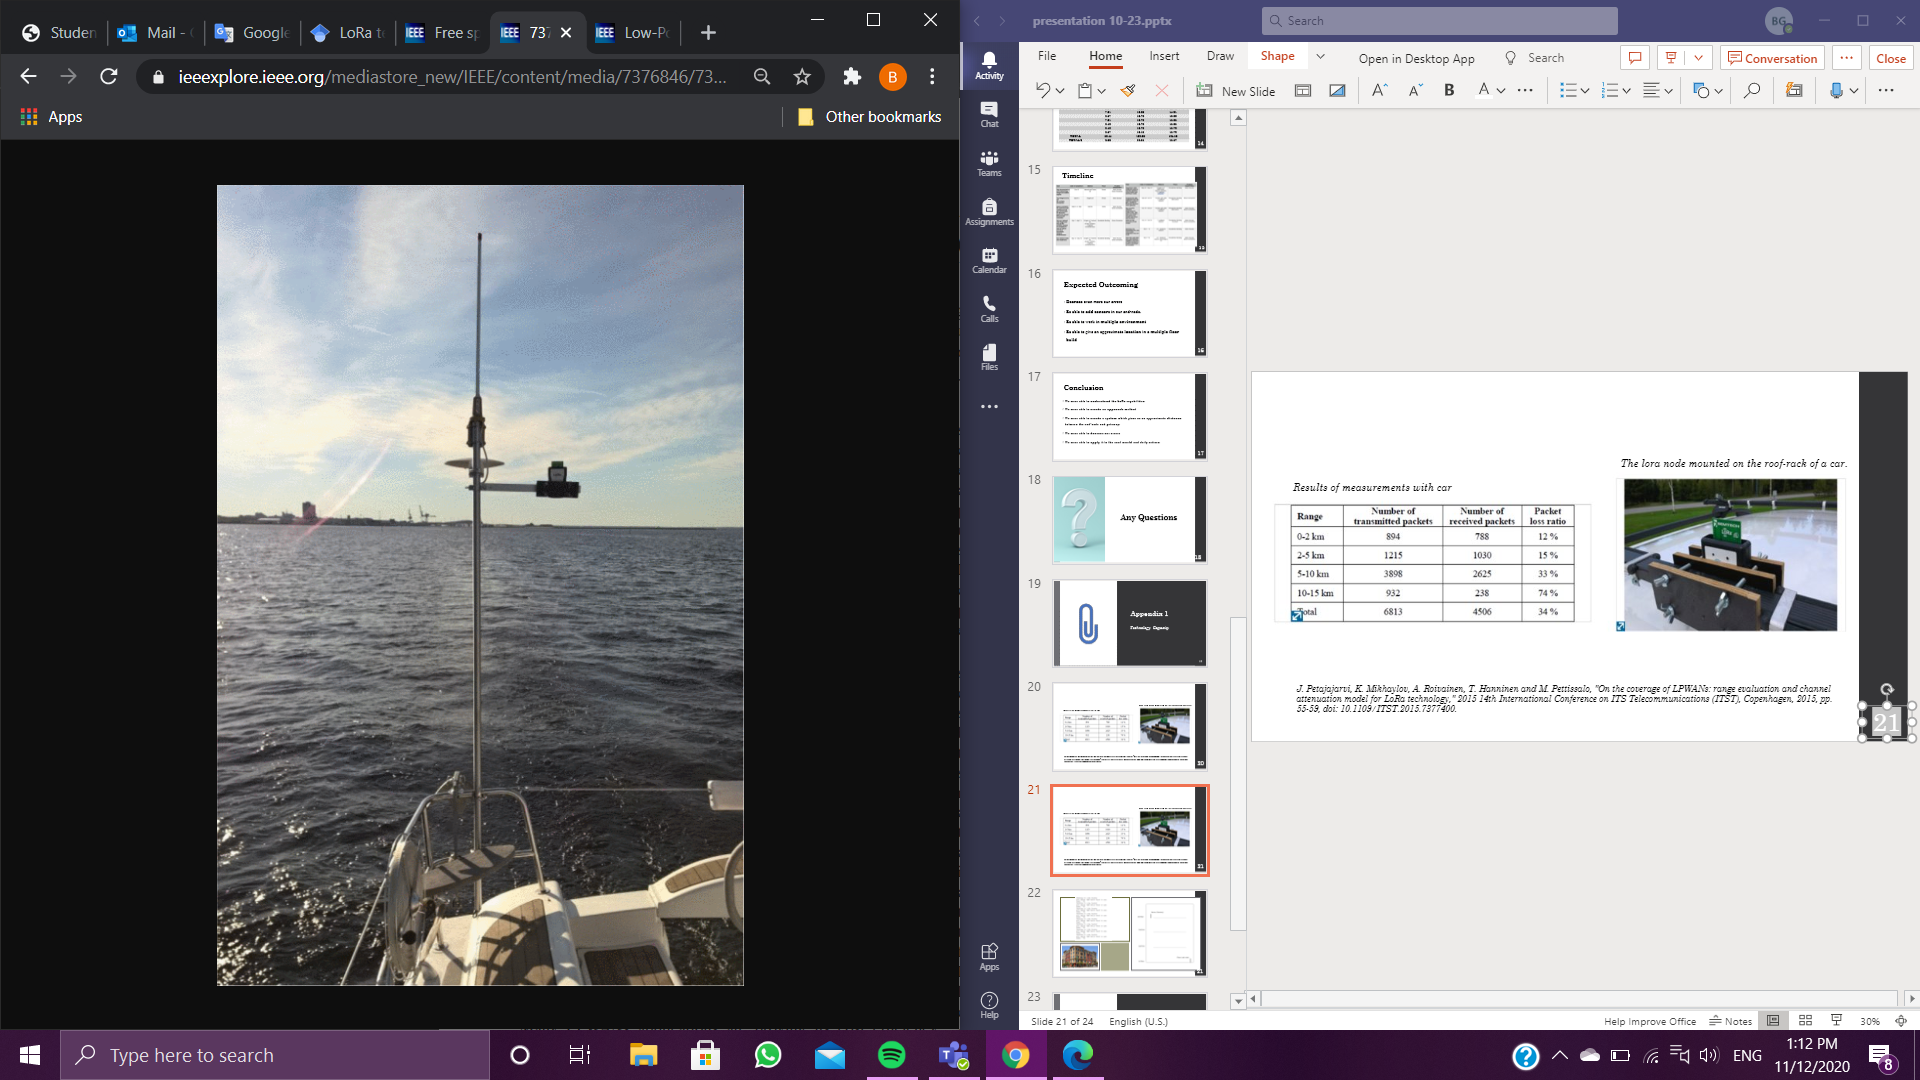 Studen
Mail -
Google
LoRa t
Free sp
737
Low-Po
ieeexplore.ieee.org/mediastore_new/IEEE/content/media/7376846/73...
B
Apps
Other bookmarks
presentation 10-23.pptx
Search
BG
File
Home
Insert
Draw
Shape
Open in Desktop App
Search
Conversation
Close
New Slide
Activity
Chat
Teams
Assignments
Calendar
Calls
Files
Apps
Help
14
15
Timeline
16
Expected Outcoming
16
17
Conclusion
17
18
Any Questions
18
19
Appendix 1
20
20
21
21
22
23
Results of measurements with car
The lora node mounted on the roof-rack of a car.
Range Number of transmitted packets Number of received packets Packet loss ratio
0-2 km 894 788 12 %
2-5 km 1215 1030 15 %
5-10 km 3898 2625 33 %
10-15 km 932 238 74 %
Total 6813 4506 34 %
J. Petajajarvi, K. Mikhaylov, A. Roivainen, T. Hanninen and M. Pettissalo, "On the coverage of LPWANs: range evaluation and channel
attenuation model for LoRa technology," 2015 14th International Conference on ITS Telecommunications (ITST), Copenhagen, 2015, pp.
55-59, doi: 10.1109/ITST.2015.7377400.
21
Slide 21 of 24
English (U.S.)
Help Improve Office
Notes
30%
Type here to search
ENG
1:12 PM
11/12/2020
8